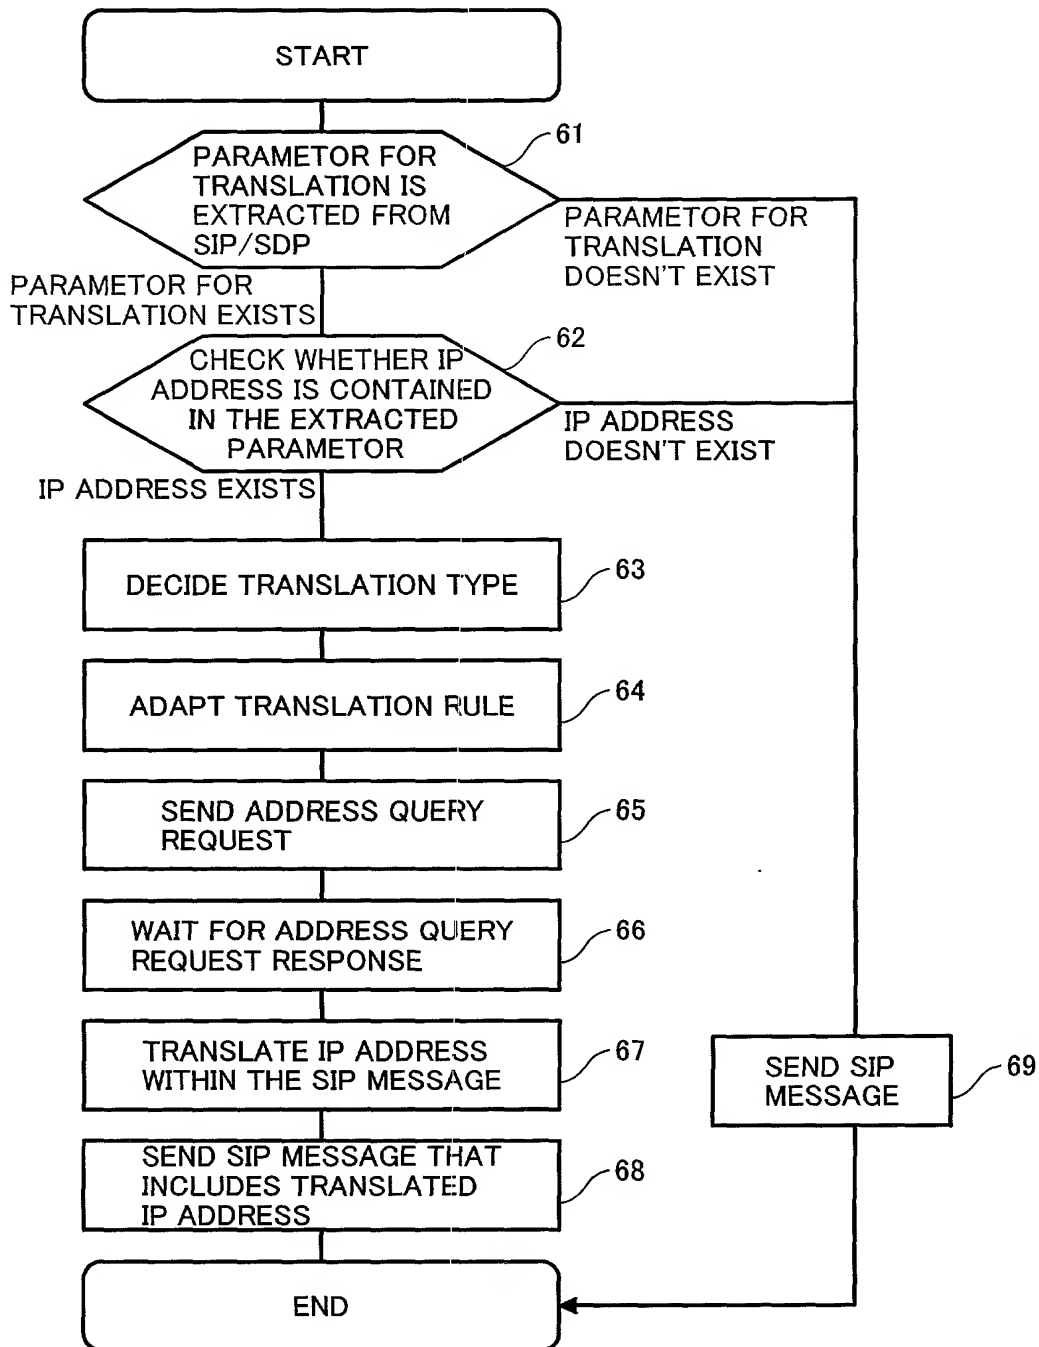 START
61
PARAMETOR FOR
TRANSLATION IS
EXTRACTED FROM
SIP/SDP
PARAMETOR FOR
TRANSLATION
DOESN'T EXIST
PARAMETOR FOR
TRANSLATION EXISTS
62
CHECK WHETHER IP
ADDRESS IS CONTAINED
IN THE EXTRACTED
PARAMETOR
IP ADDRESS
DOESN'T EXIST
IP ADDRESS EXISTS
DECIDE TRANSLATION TYPE
63
ADAPT TRANSLATION RULE
64
SEND ADDRESS QUERY
REQUEST
65
WAIT FOR ADDRESS QUERY
REQUEST RESPONSE
66
TRANSLATE IP ADDRESS
WITHIN THE SIP MESSAGE
67
SEND SIP
MESSAGE
69
SEND SIP MESSAGE THAT
INCLUDES TRANSLATED
IP ADDRESS
68
END